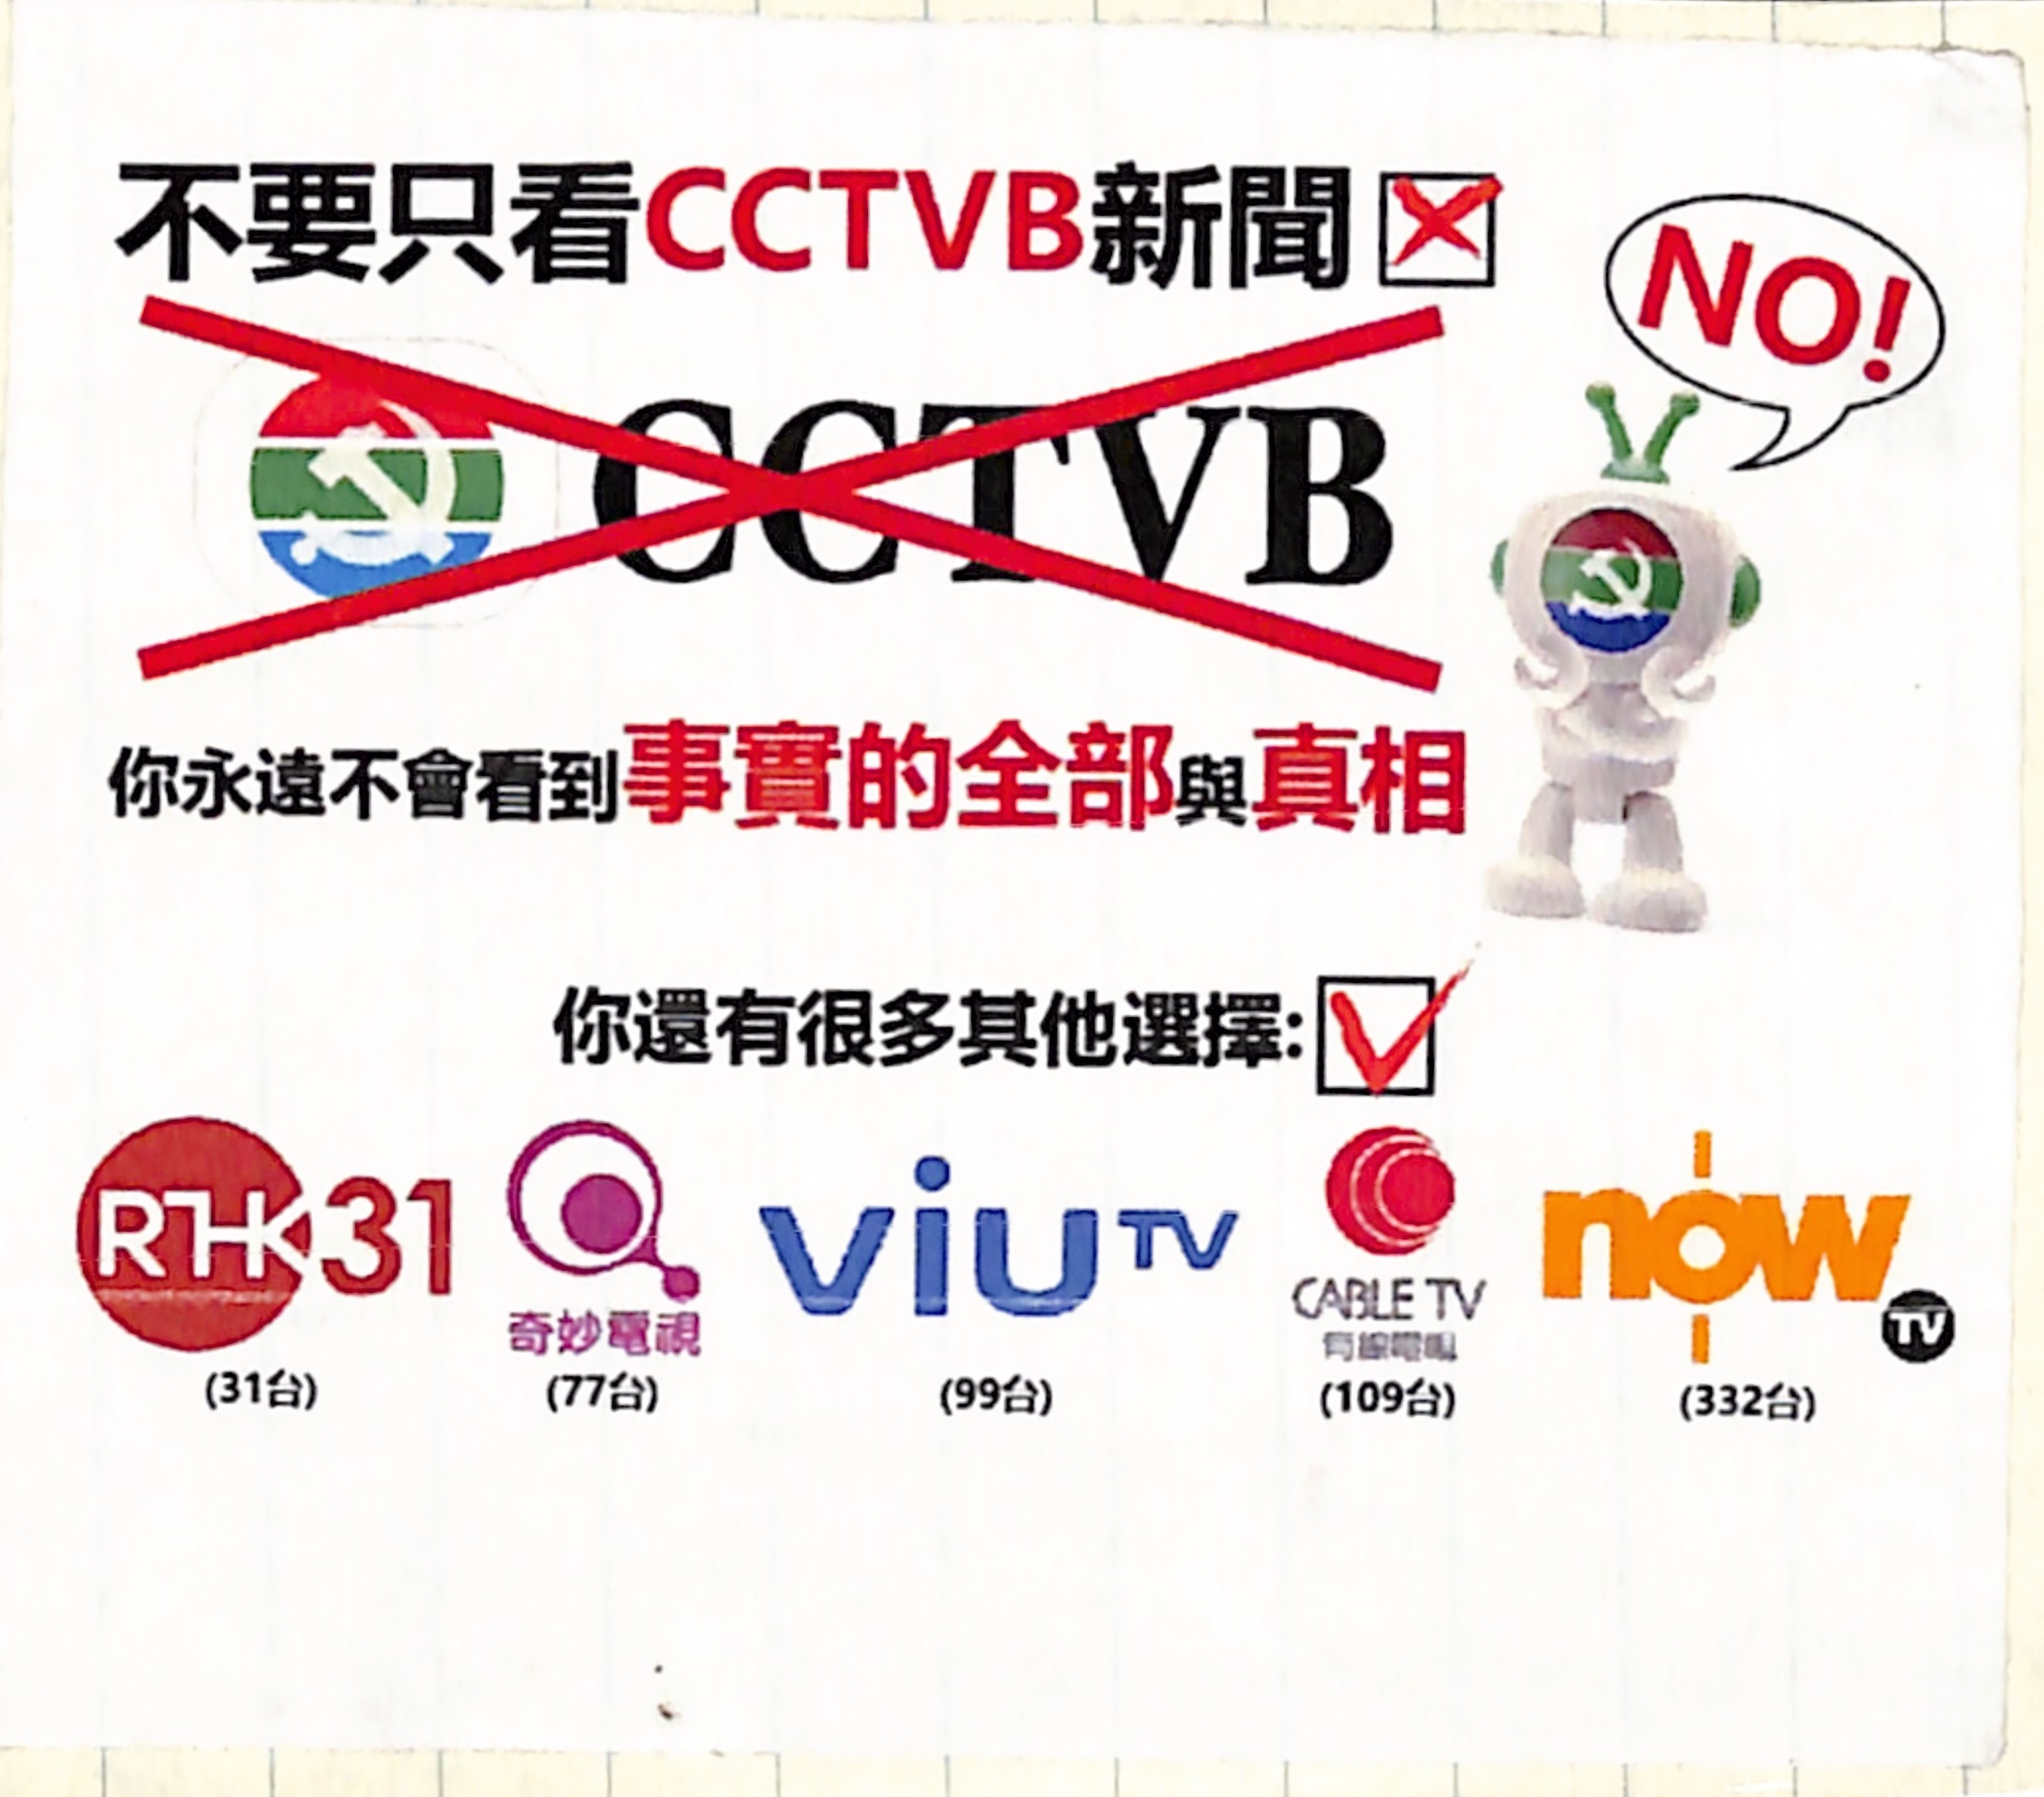 不要只看CCTVB新聞
NO!
CCTVB
你永遠不會看到事實的全部與真相
你還有很多其他選擇:
RTHK 31
奇妙電視
viu TV
CABLE TV
有線電視
now
TV
(31台)
(77台)
(99台)
(109台)
(332台)